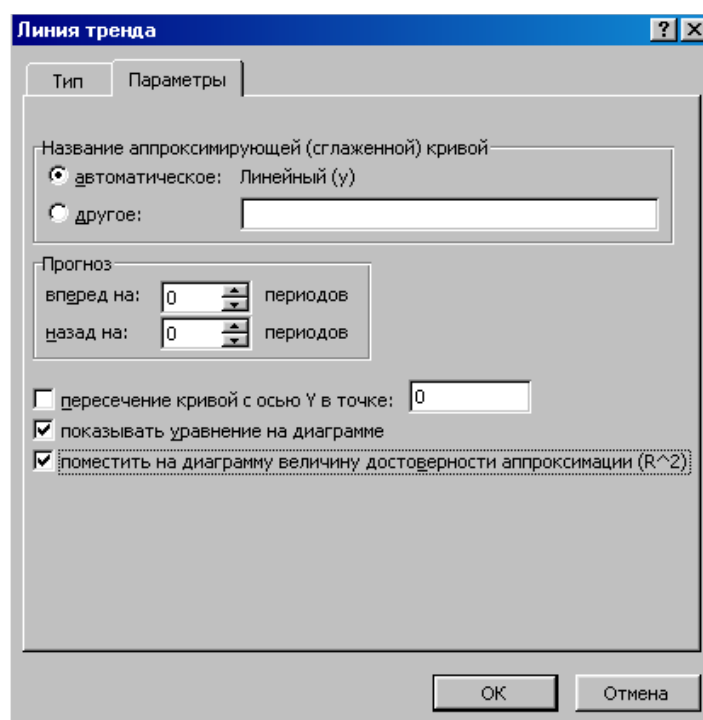 Линия тренда
Тип Параметры
Название аппроксимирующей (сглаженной) кривой
автоматическое: Линейный (y)
другое:
Прогноз
вперед на: 0 периодов
назад на: 0 периодов
пересечение кривой с осью Y в точке: 0
показывать уравнение на диаграмме
поместить на диаграмму величину достоверности аппроксимации (R^2)
ОК Отмена